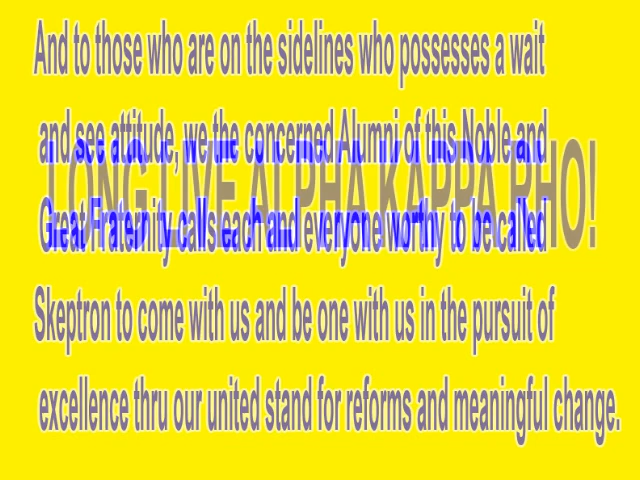 And to those who are on the sidelines who possesses a wait
and see attitude, we the concerned Alumni of this Noble and
LONG LIVE ALPHA KAPPA RHO!
Great Fraternity calls each and everyone worthy to be called
Skeptron to come with us and be one with us in the pursuit of
excellence thru our united stand for reforms and meaningful change.